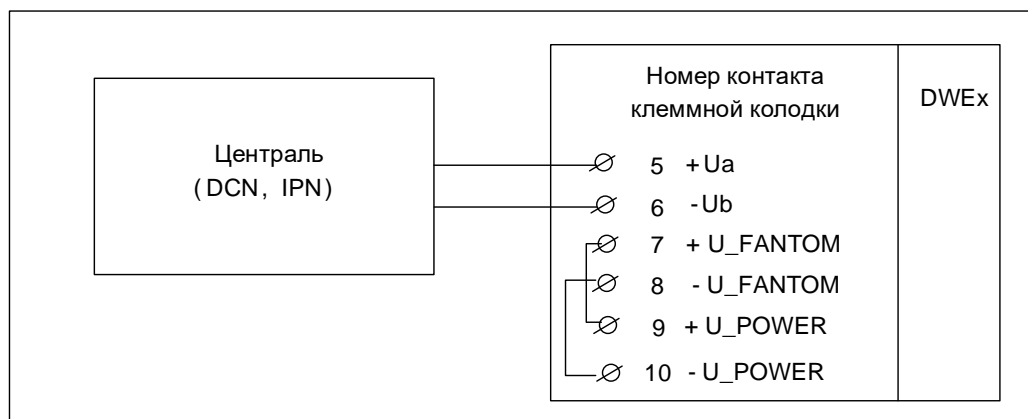 Номер контакта
клеммной колодки
DWEx
Централь
(DCN, IPN)
5 +Ua
6 -Ub
7 + U_FANTOM
8 - U_FANTOM
9 + U_POWER
10 - U_POWER